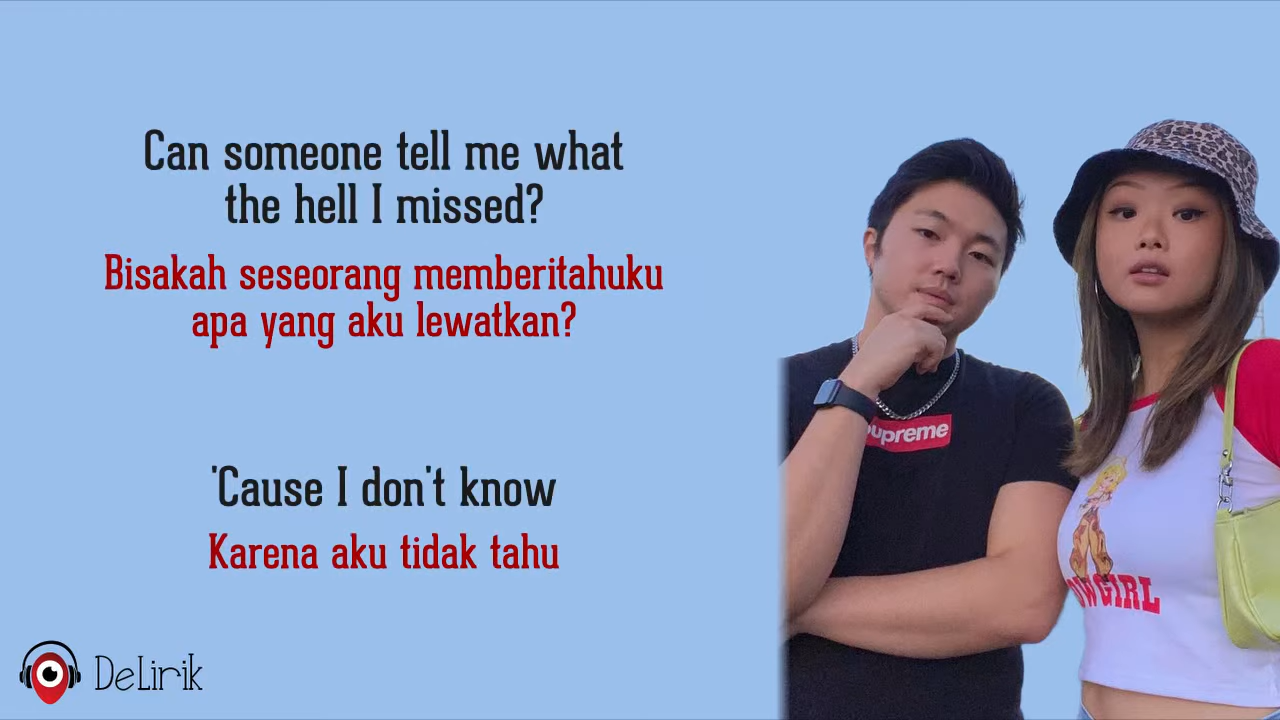 Can someone tell me what
the hell I missed?
Bisakah seseorang memberitahuku
apa yang aku lewatkan?
'Cause I don't know
Karena aku tidak tahu
DeLirik
upreme
OWGIRL